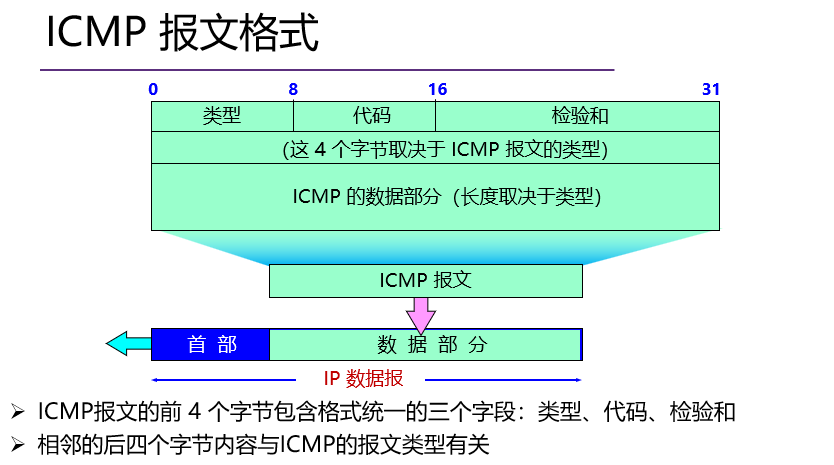 ICMP 报文格式
0 8 16 31
类型 代码 检验和
(这 4 个字节取决于 ICMP 报文的类型)
ICMP 的数据部分（长度取决于类型）
ICMP 报文
首 部 数 据 部 分
IP 数据报
ICMP报文的前 4 个字节包含格式统一的三个字段：类型、代码、检验和
相邻的后四个字节内容与ICMP的报文类型有关